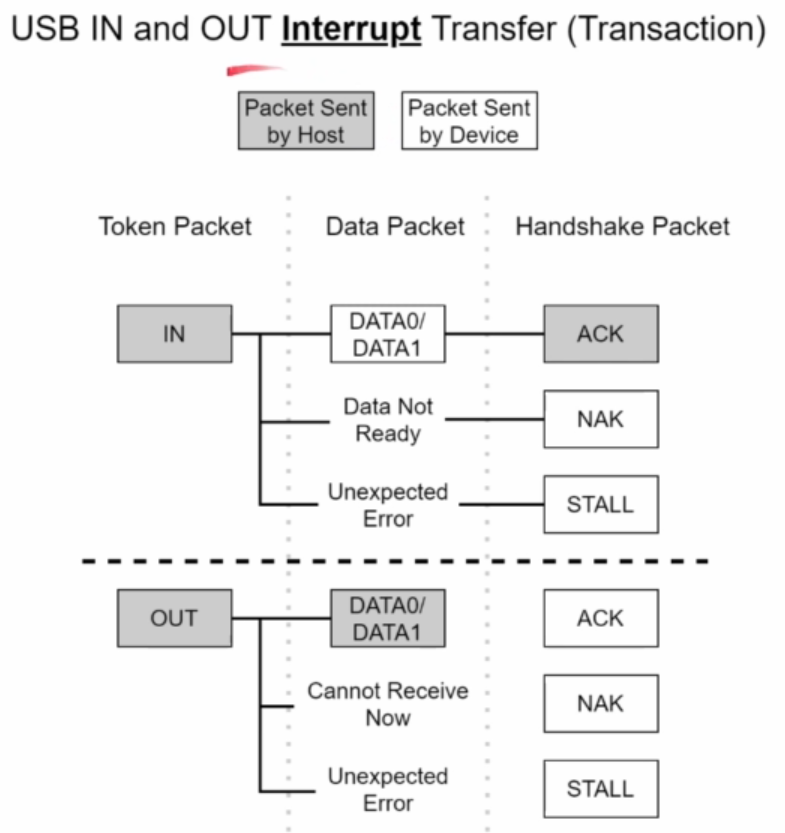 USB IN and OUT Interrupt Transfer (Transaction)
Packet Sent
by Host
Packet Sent
by Device
Token Packet
Data Packet
Handshake Packet
IN
DATA0/
DATA1
ACK
Data Not
Ready
NAK
Unexpected
Error
STALL
OUT
DATA0/
DATA1
ACK
Cannot Receive
Now
NAK
Unexpected
Error
STALL